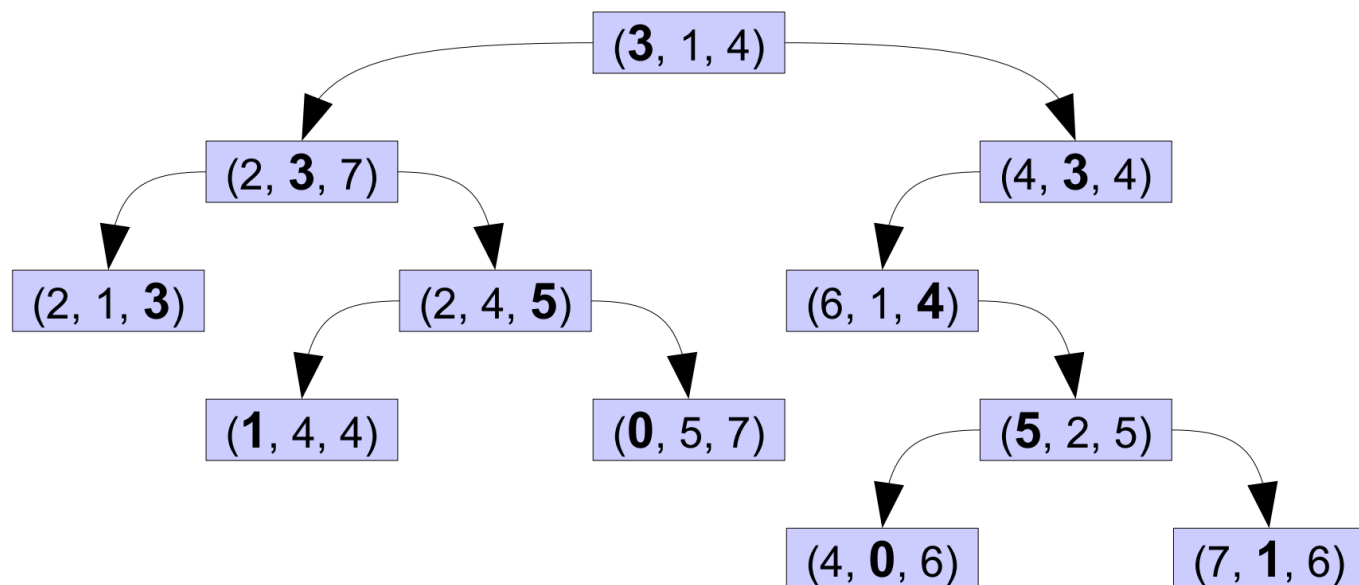 (3, 1, 4)
(2, 3, 7)
(4, 3, 4)
(2, 1, 3)
(2, 4, 5)
(6, 1, 4)
(1, 4, 4)
(0, 5, 7)
(5, 2, 5)
(4, 0, 6)
(7, 1, 6)